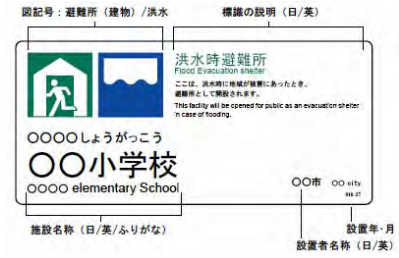 図記号：避難所（建物）/洪水
標識の説明（日/英）
洪水時避難所
Flood Evacuation shelter
ここは、洪水時に地域が被害にあったとき、
避難所として開設されます。
This facility will be opened for public as an evacuation shelter
in case of flooding.
○○○○しょうがっこう
○○小学校
○○○○ elementary School
○○市 ○○ city
施設名称（日/英/ふりがな）
設置年・月
設置者名称（日/英）